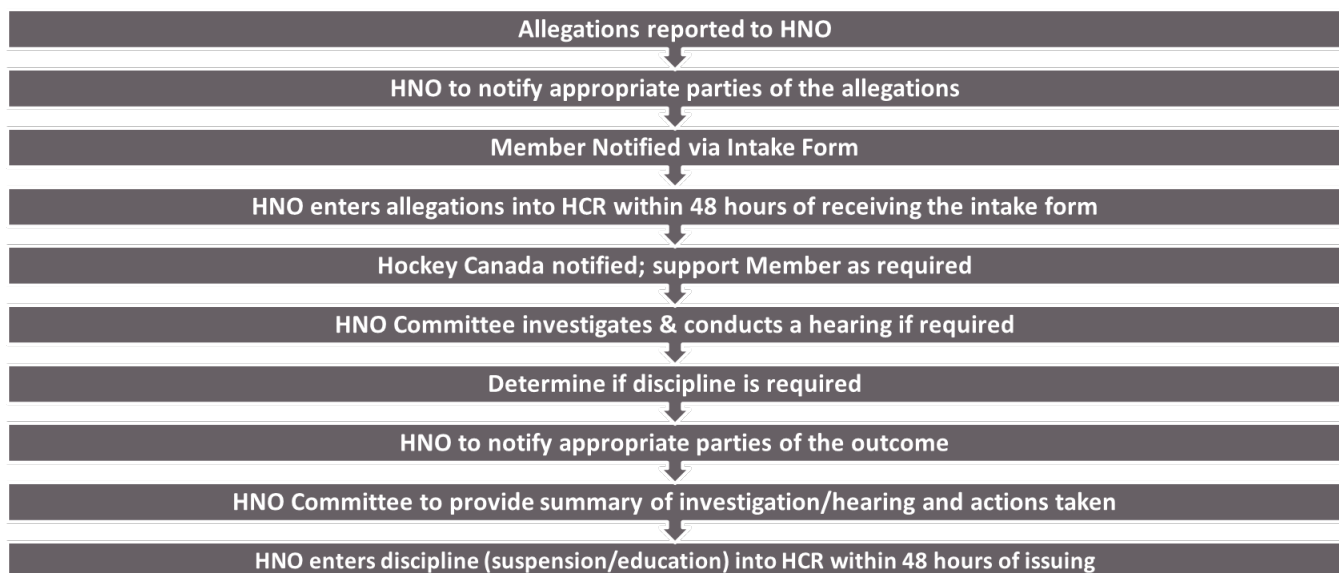 Allegations reported to HNO
HNO to notify appropriate parties of the allegations
Member Notified via Intake Form
HNO enters allegations into HCR within 48 hours of receiving the intake form
Hockey Canada notified; support Member as required
HNO Committee investigates & conducts a hearing if required
Determine if discipline is required
HNO to notify appropriate parties of the outcome
HNO Committee to provide summary of investigation/hearing and actions taken
HNO enters discipline (suspension/education) into HCR within 48 hours of issuing